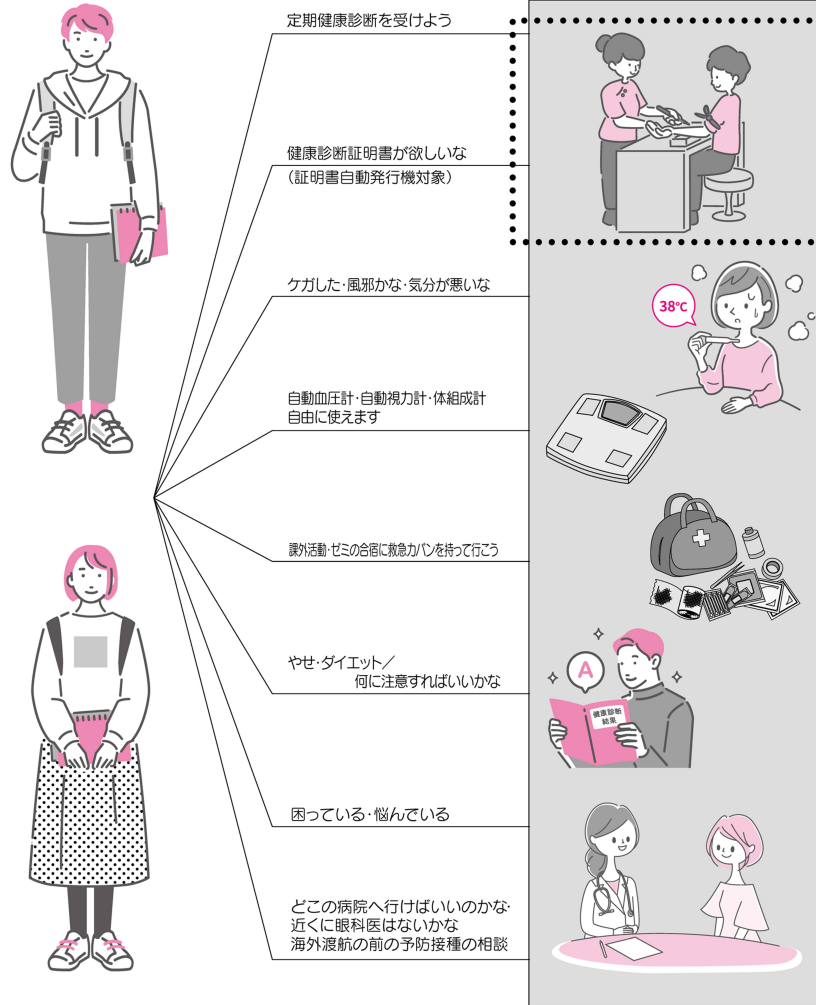 定期健康診断を受けよう
健康診断証明書が欲しいな
（証明書自動発行機対象）
ケガした・風邪かな・気分が悪いな
38℃
自動血圧計・自動視力計・体組成計
自由に使えます
課外活動・ゼミの合宿に救急カバンを持って行こう
やせ・ダイエット／
何に注意すればいいかな
A
健康診断
結果
困っている・悩んでいる
どこの病院へ行けばいいのかな・
近くに眼科医はないかな
海外渡航の前の予防接種の相談